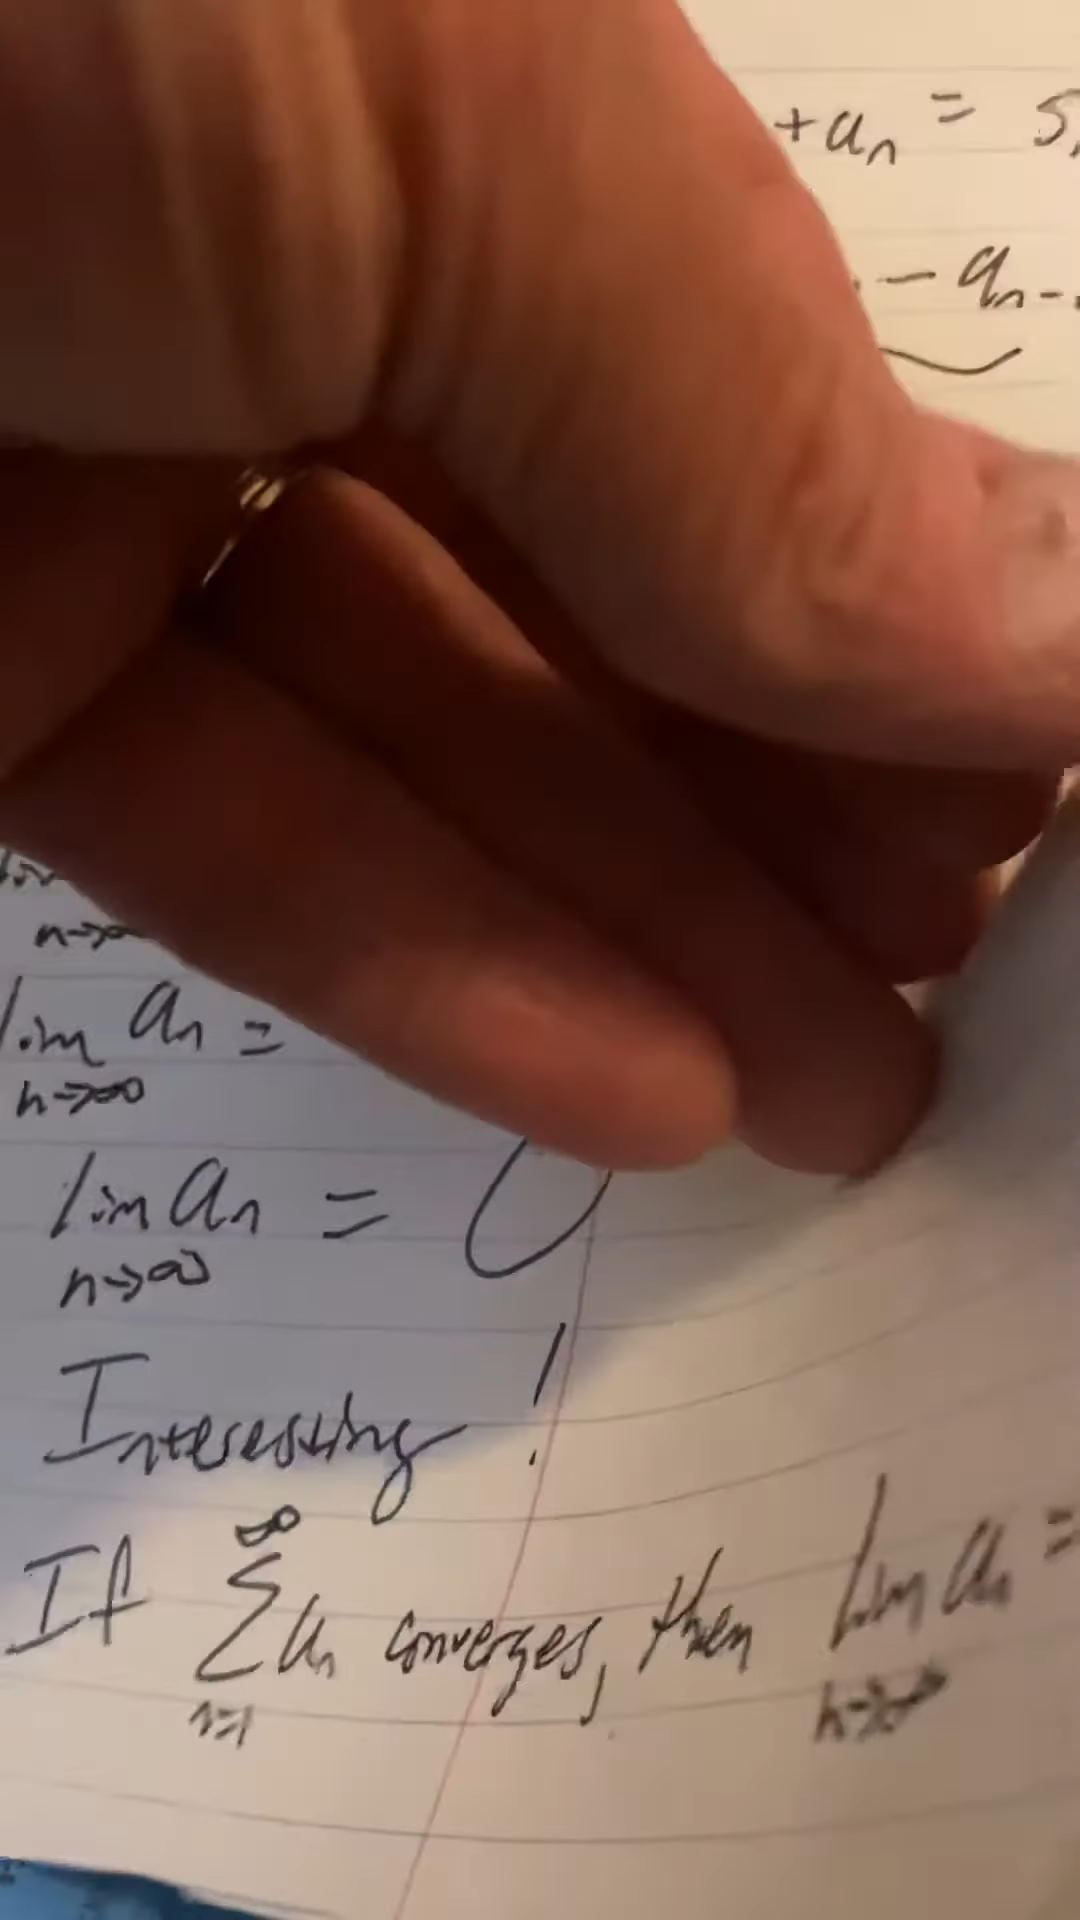 +aₙ = S
- aₙ₋
n→∞
lim aₙ =
n→∞
lim aₙ = 0
n→∞
Interesting!
∞
If Σ aₙ converges, then lim aₙ =
n=1 n→∞